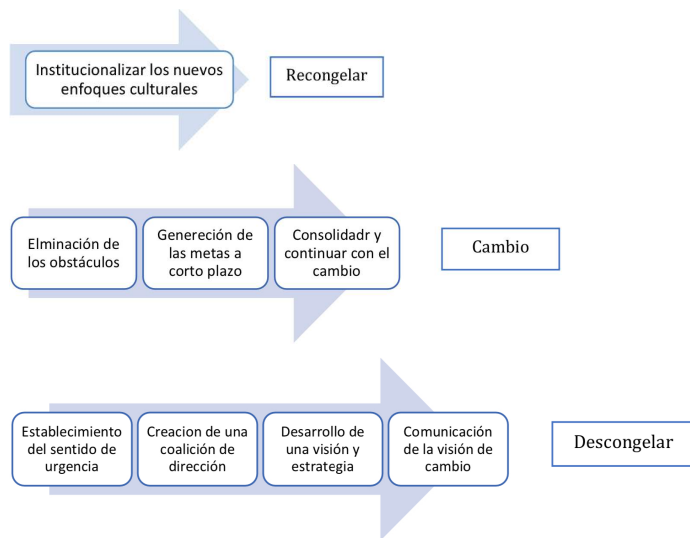 Institucionalizar los nuevos
enfoques culturales
Recongelar
Elminación de
los obstáculos
Genereción de
las metas a
corto plazo
Consolidadr y
continuar con el
cambio
Cambio
Establecimiento
del sentido de
urgencia
Creacion de una
coalición de
dirección
Desarrollo de
una visión y
estrategia
Comunicación
de la visión de
cambio
Descongelar